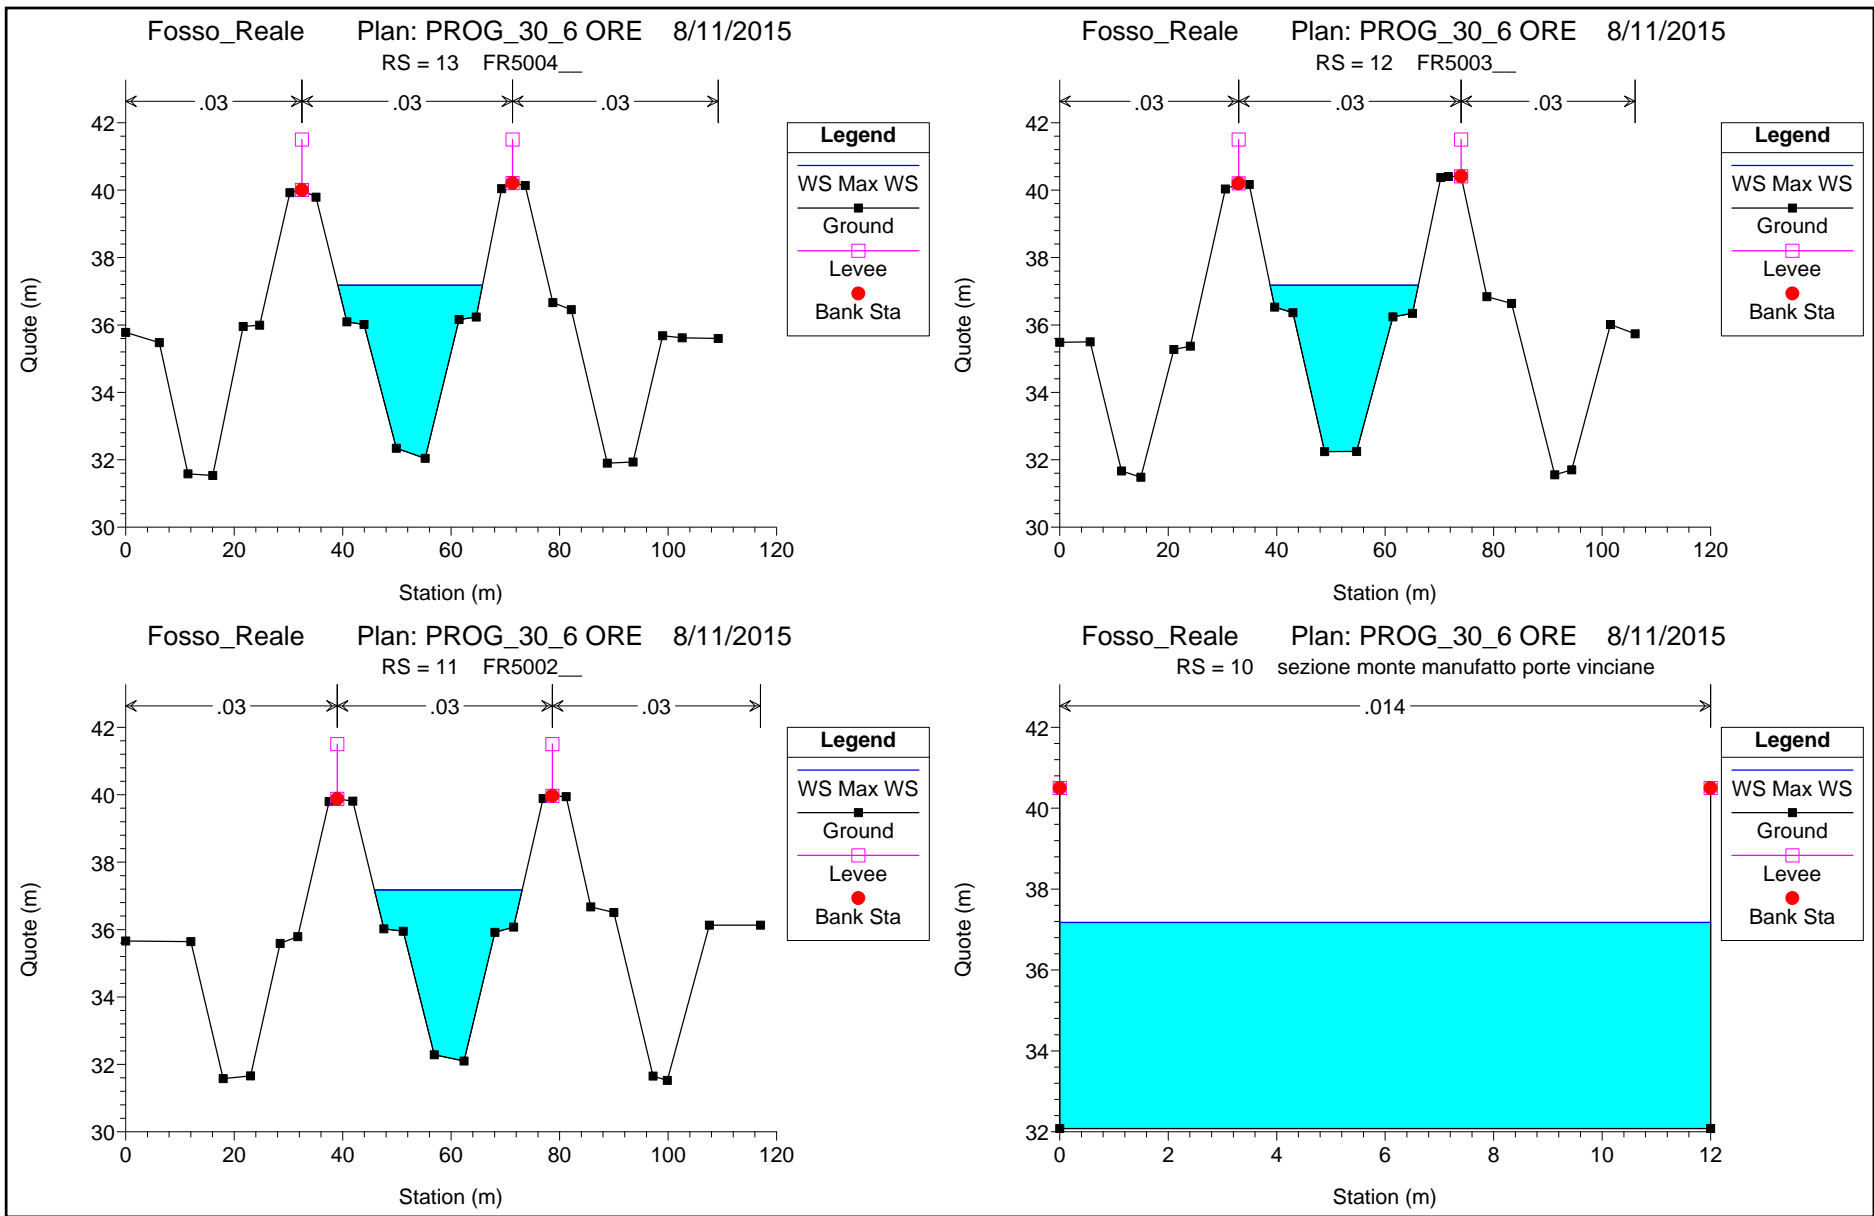 Fosso_Reale Plan: PROG_30_6 ORE 8/11/2015
RS = 13 FR5004__
.03 .03 .03
42
40
38
36
34
32
30
0 20 40 60 80 100 120
Quote (m)
Station (m)
Legend
WS Max WS
Ground
Levee
Bank Sta
Fosso_Reale Plan: PROG_30_6 ORE 8/11/2015
RS = 12 FR5003__
.03 .03 .03
42
40
38
36
34
32
30
0 20 40 60 80 100 120
Quote (m)
Station (m)
Legend
WS Max WS
Ground
Levee
Bank Sta
Fosso_Reale Plan: PROG_30_6 ORE 8/11/2015
RS = 11 FR5002__
.03 .03 .03
42
40
38
36
34
32
30
0 20 40 60 80 100 120
Quote (m)
Station (m)
Legend
WS Max WS
Ground
Levee
Bank Sta
Fosso_Reale Plan: PROG_30_6 ORE 8/11/2015
RS = 10 sezione monte manufatto porte vinciane
.014
42
40
38
36
34
32
0 2 4 6 8 10 12
Quote (m)
Station (m)
Legend
WS Max WS
Ground
Levee
Bank Sta